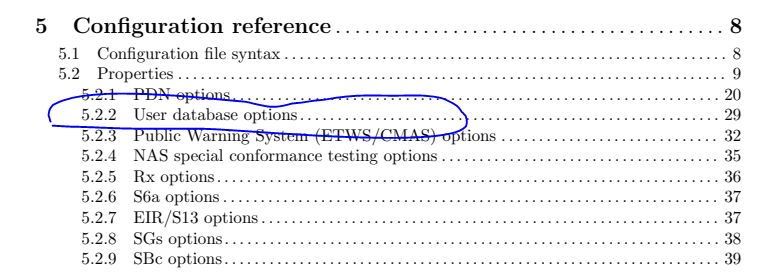 5 Configuration reference 8
5.1 Configuration file syntax 8
5.2 Properties 9
5.2.1 PDN options 20
5.2.2 User database options 29
5.2.3 Public Warning System (ETWS/CMAS) options 32
5.2.4 NAS special conformance testing options 35
5.2.5 Rx options 36
5.2.6 S6a options 37
5.2.7 EIR/S13 options 37
5.2.8 SGs options 38
5.2.9 SBc options 39